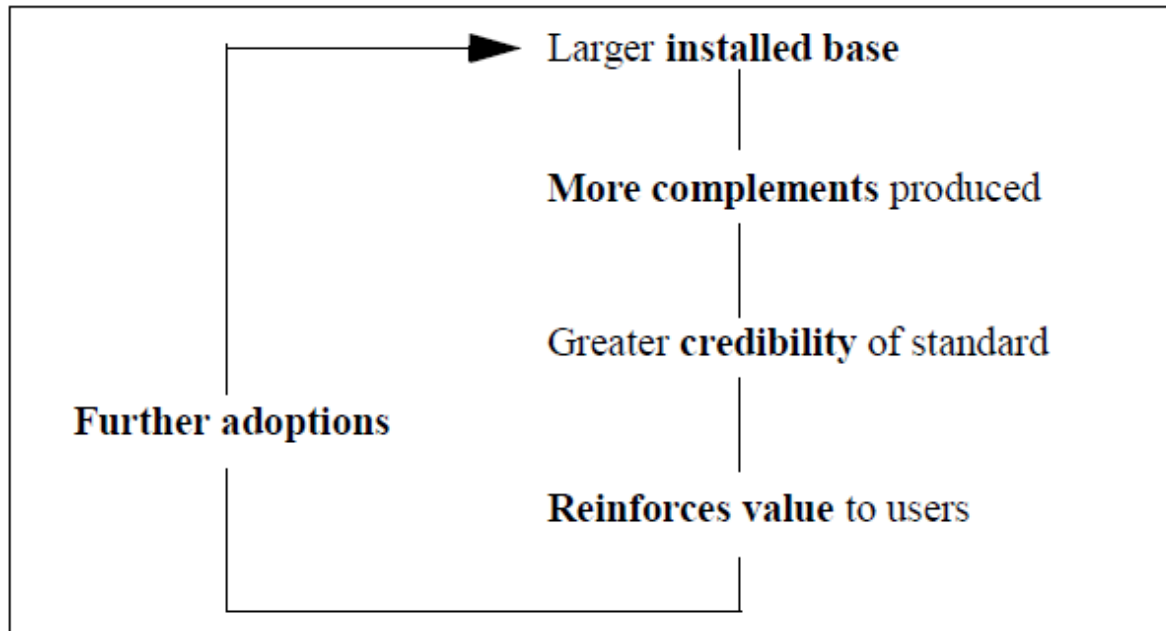 Larger installed base
More complements produced
Greater credibility of standard
Further adoptions
Reinforces value to users